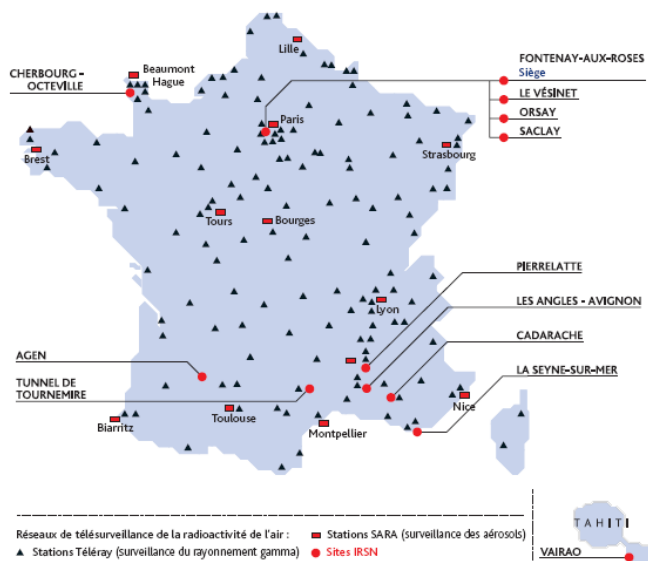 Lille
FONTENAY-AUX-ROSES
Siège
CHERBOURG -
OCTEVILLE
Beaumont
Hague
LE VÉSINET
ORSAY
SACLAY
Paris
Brest
Strasbourg
Tours
Bourges
PIERRELATTE
LES ANGLES - AVIGNON
Lyon
CADARACHE
AGEN
LA SEYNE-SUR-MER
TUNNEL DE
TOURNEMIRE
Biarritz
Toulouse
Montpellier
Nice
TAHITI
VAIRAO
Réseaux de télésurveillance de la radioactivité de l'air :
Stations SARA (surveillance des aérosols)
Stations Téléray (surveillance du rayonnement gamma)
Sites IRSN